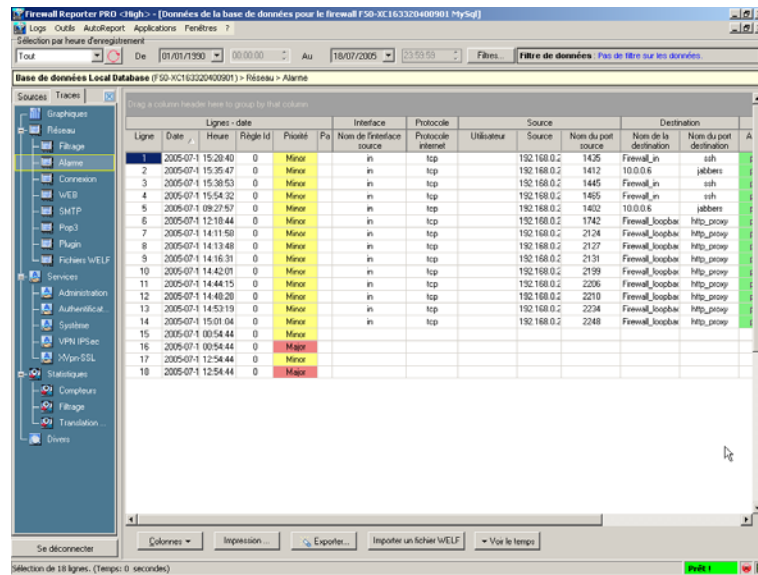 Firewall Reporter PRO <High> - [Données de la base de données pour le firewall F50-XC163320400901 MySql]
Logs Outils AutoReport Applications Fenêtres ?
Sélection par heure d'enregistrement
Tout De 01/01/1990 00:00:00 Au 18/07/2005 23:59:59 Filtres... Filtre de données : Pas de filtre sur les données.
Base de données Local Database (F50-XC163320400901) > Réseau > Alarme
Sources Traces
Graphiques
Réseau
Filtrage
Alarme
Connexion
WEB
SMTP
Pop3
Plugin
Fichiers WELF
Services
Administration
Authentificat...
Système
VPN IPSec
XVpn-SSL
Statistiques
Compteurs
Filtrage
Translation ...
Divers
Se déconnecter
Drag a column header here to group by that column
Lignes - date Interface Protocole Source Destination
Ligne Date Heure Règle Id Priorité Pa Nom de l'interface source Protocole internet Utilisateur Source Nom du port source Nom de la destination Nom du port destination A
1 2005-07-1 15:28:40 0 Minor in tcp 192.168.0.2 1435 Firewall_in ssh
2 2005-07-1 15:35:47 0 Minor in tcp 192.168.0.2 1412 10.0.0.6 jabbers
3 2005-07-1 15:38:53 0 Minor in tcp 192.168.0.2 1445 Firewall_in ssh
4 2005-07-1 15:54:32 0 Minor in tcp 192.168.0.2 1465 Firewall_in ssh
5 2005-07-1 09:27:57 0 Minor in tcp 192.168.0.2 1402 10.0.0.6 jabbers
6 2005-07-1 12:18:44 0 Minor in tcp 192.168.0.2 1742 Firewall_loopbac http_proxy
7 2005-07-1 14:11:58 0 Minor in tcp 192.168.0.2 2124 Firewall_loopbac http_proxy
8 2005-07-1 14:13:48 0 Minor in tcp 192.168.0.2 2127 Firewall_loopbac http_proxy
9 2005-07-1 14:16:31 0 Minor in tcp 192.168.0.2 2131 Firewall_loopbac http_proxy
10 2005-07-1 14:42:01 0 Minor in tcp 192.168.0.2 2199 Firewall_loopbac http_proxy
11 2005-07-1 14:44:15 0 Minor in tcp 192.168.0.2 2206 Firewall_loopbac http_proxy
12 2005-07-1 14:48:28 0 Minor in tcp 192.168.0.2 2210 Firewall_loopbac http_proxy
13 2005-07-1 14:53:19 0 Minor in tcp 192.168.0.2 2234 Firewall_loopbac http_proxy
14 2005-07-1 15:01:04 0 Minor in tcp 192.168.0.2 2248 Firewall_loopbac http_proxy
15 2005-07-1 00:54:44 0 Minor
16 2005-07-1 00:54:44 0 Major
17 2005-07-1 12:54:44 0 Minor
18 2005-07-1 12:54:44 0 Major
Colonnes Impression ... Exporter... Importer un fichier WELF Voir le temps
Sélection de 18 lignes. (Temps: 0 secondes) Prêt !